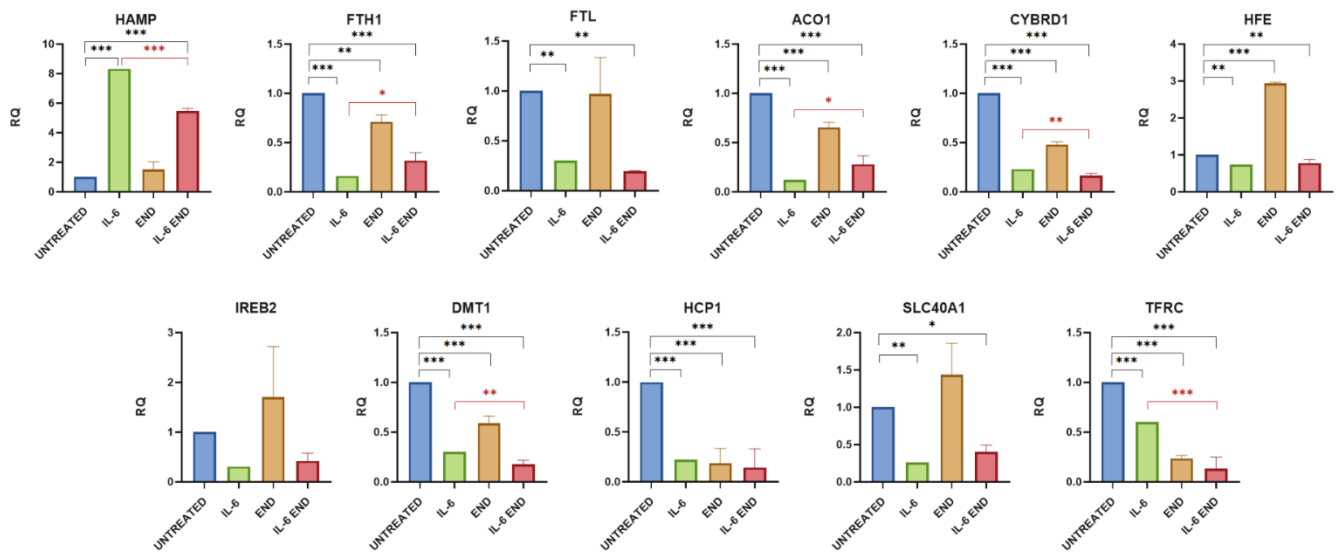 HAMP
***
*** ***
RQ
10
8
6
4
2
0
UNTREATED
IL-6
END
IL-6 END
FTH1
***
**
***
*
RQ
1.5
1.0
0.5
0.0
UNTREATED
IL-6
END
IL-6 END
FTL
**
**
RQ
1.5
1.0
0.5
0.0
UNTREATED
IL-6
END
IL-6 END
ACO1
***
***
***
*
RQ
1.5
1.0
0.5
0.0
UNTREATED
IL-6
END
IL-6 END
CYBRD1
***
***
***
**
RQ
1.5
1.0
0.5
0.0
UNTREATED
IL-6
END
IL-6 END
HFE
**
***
**
RQ
4
3
2
1
0
UNTREATED
IL-6
END
IL-6 END
IREB2
RQ
3
2
1
0
UNTREATED
IL-6
END
IL-6 END
DMT1
***
***
***
**
RQ
1.5
1.0
0.5
0.0
UNTREATED
IL-6
END
IL-6 END
HCP1
***
***
***
RQ
1.5
1.0
0.5
0.0
UNTREATED
IL-6
END
IL-6 END
SLC40A1
*
**
RQ
2.0
1.5
1.0
0.5
0.0
UNTREATED
IL-6
END
IL-6 END
TFRC
***
***
***
***
RQ
1.5
1.0
0.5
0.0
UNTREATED
IL-6
END
IL-6 END